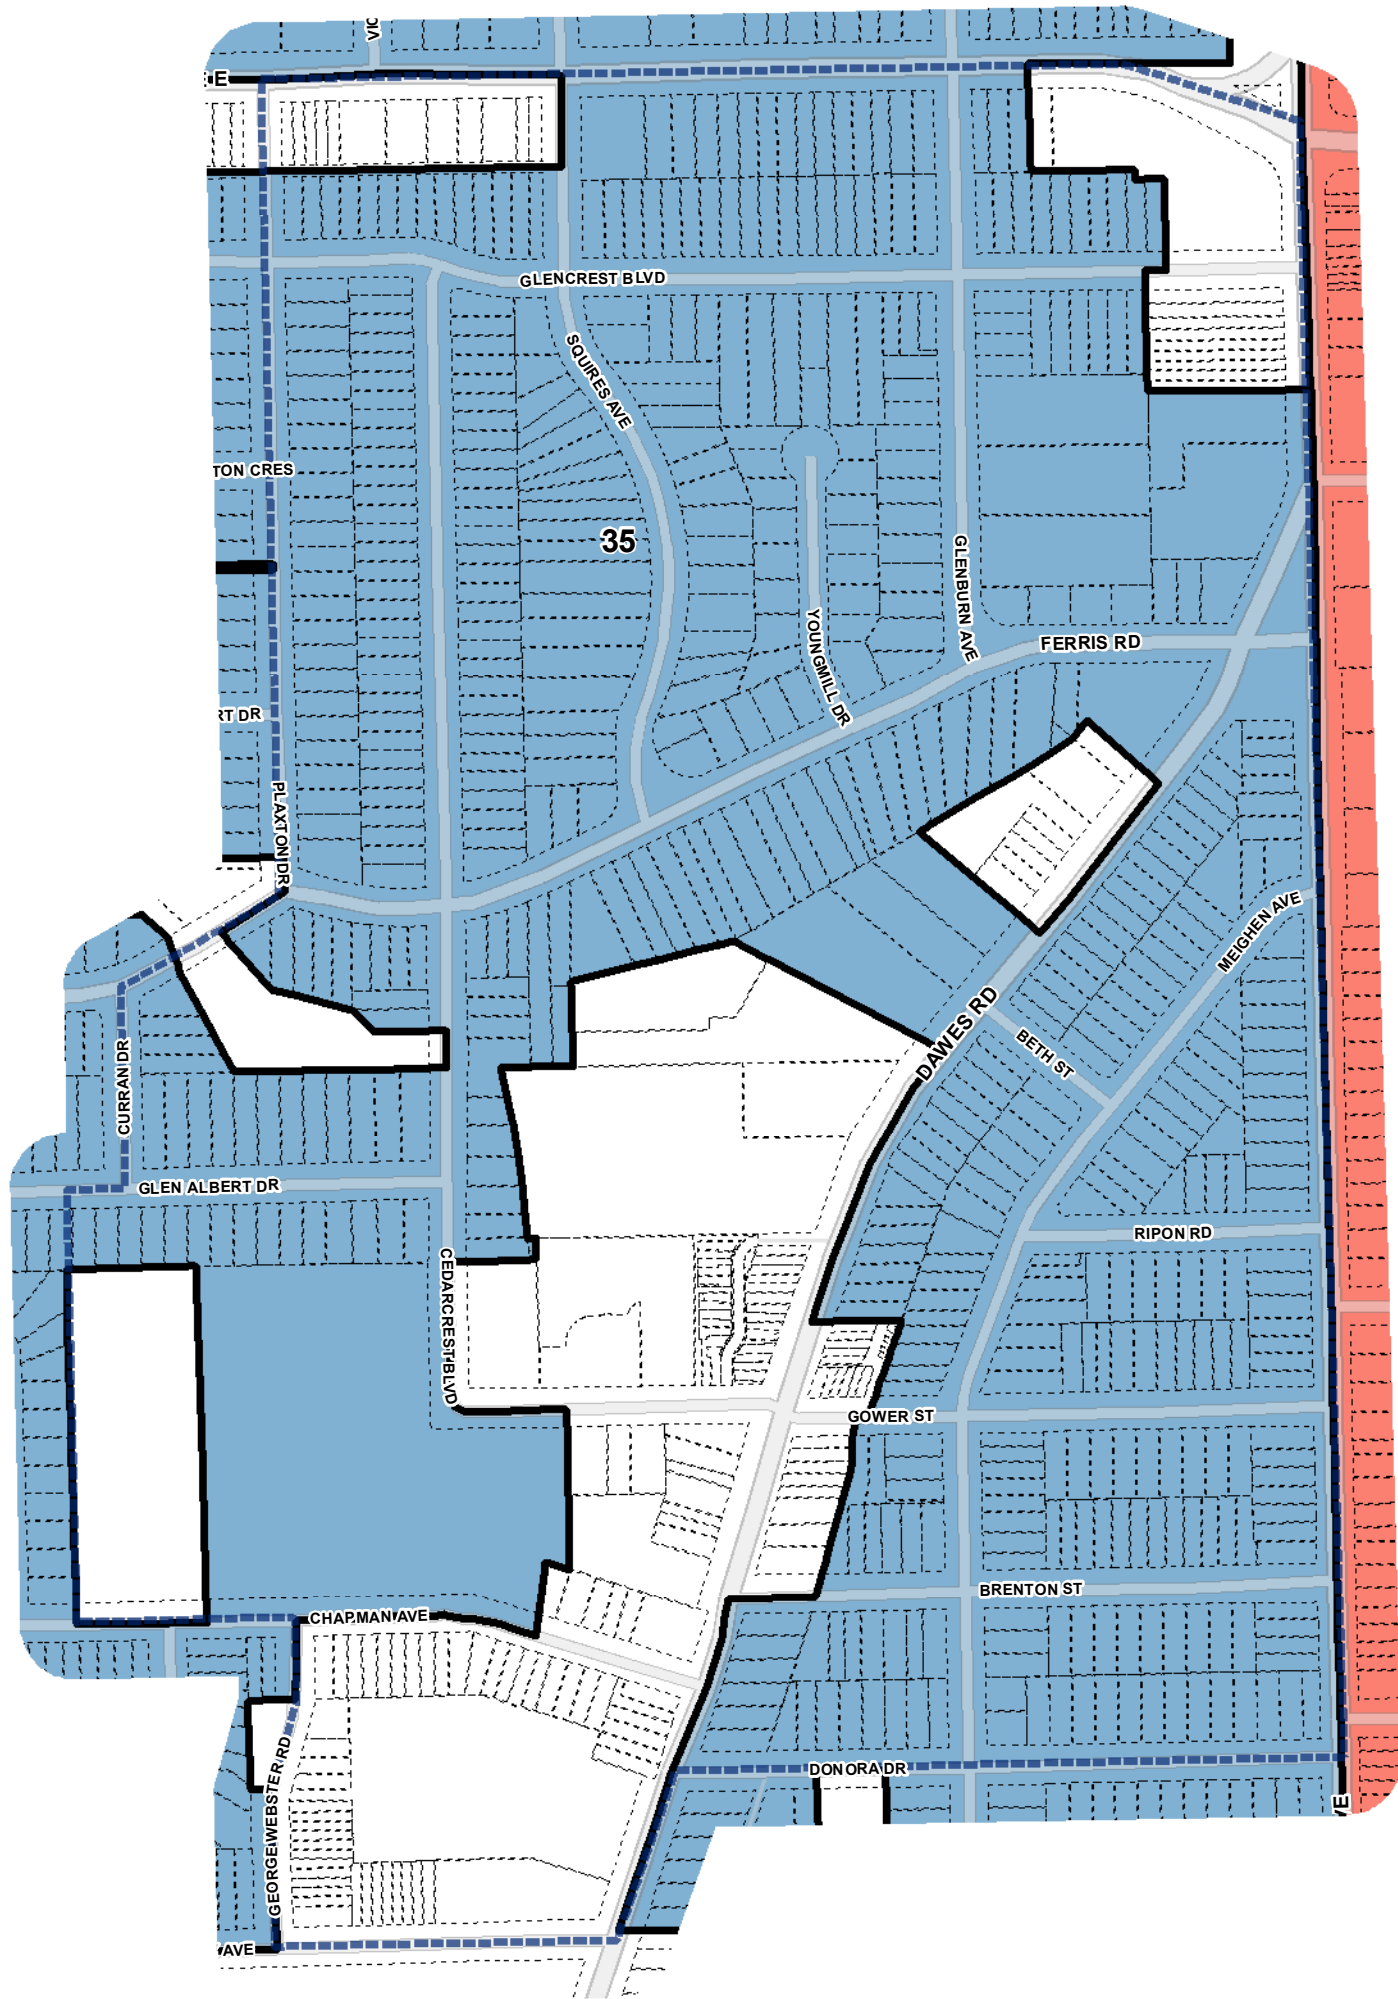 VIC
E
GLENCREST BLVD
SQUIRES AVE
TON CRES
35
GLENBURN AVE
YOUNGMILL DR
FERRIS RD
RT DR
PLAXTON DR
MEIGHEN AVE
DAWES RD
BETH ST
CURRAN DR
GLEN ALBERT DR
RIPON RD
CEDARCREST BLVD
GOWER ST
BRENTON ST
CHAPMAN AVE
DONORA DR
GEORGE WEBSTER RD
VE
AVE